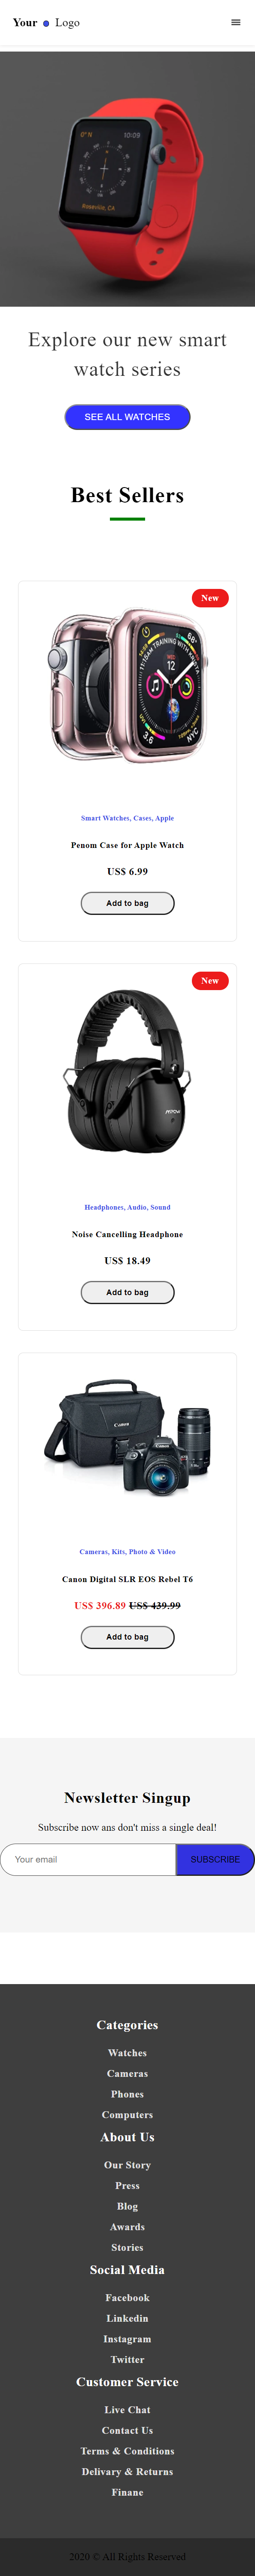 Your Logo
0°N 10:09
Roseville, CA
Explore our new smart
watch series
SEE ALL WATCHES
Best Sellers
New
Smart Watches, Cases, Apple
Penom Case for Apple Watch
US$ 6.99
Add to bag
New
MPOW
Headphones, Audio, Sound
Noise Cancelling Headphone
US$ 18.49
Add to bag
Canon
Canon
Cameras, Kits, Photo & Video
Canon Digital SLR EOS Rebel T6
US$ 396.89 US$ 439.99
Add to bag
Newsletter Singup
Subscribe now ans don't miss a single deal!
Your email SUBSCRIBE
Categories
Watches
Cameras
Phones
Computers
About Us
Our Story
Press
Blog
Awards
Stories
Social Media
Facebook
Linkedin
Instagram
Twitter
Customer Service
Live Chat
Contact Us
Terms & Conditions
Delivery & Returns
Finane
2020 © All Rights Reserved